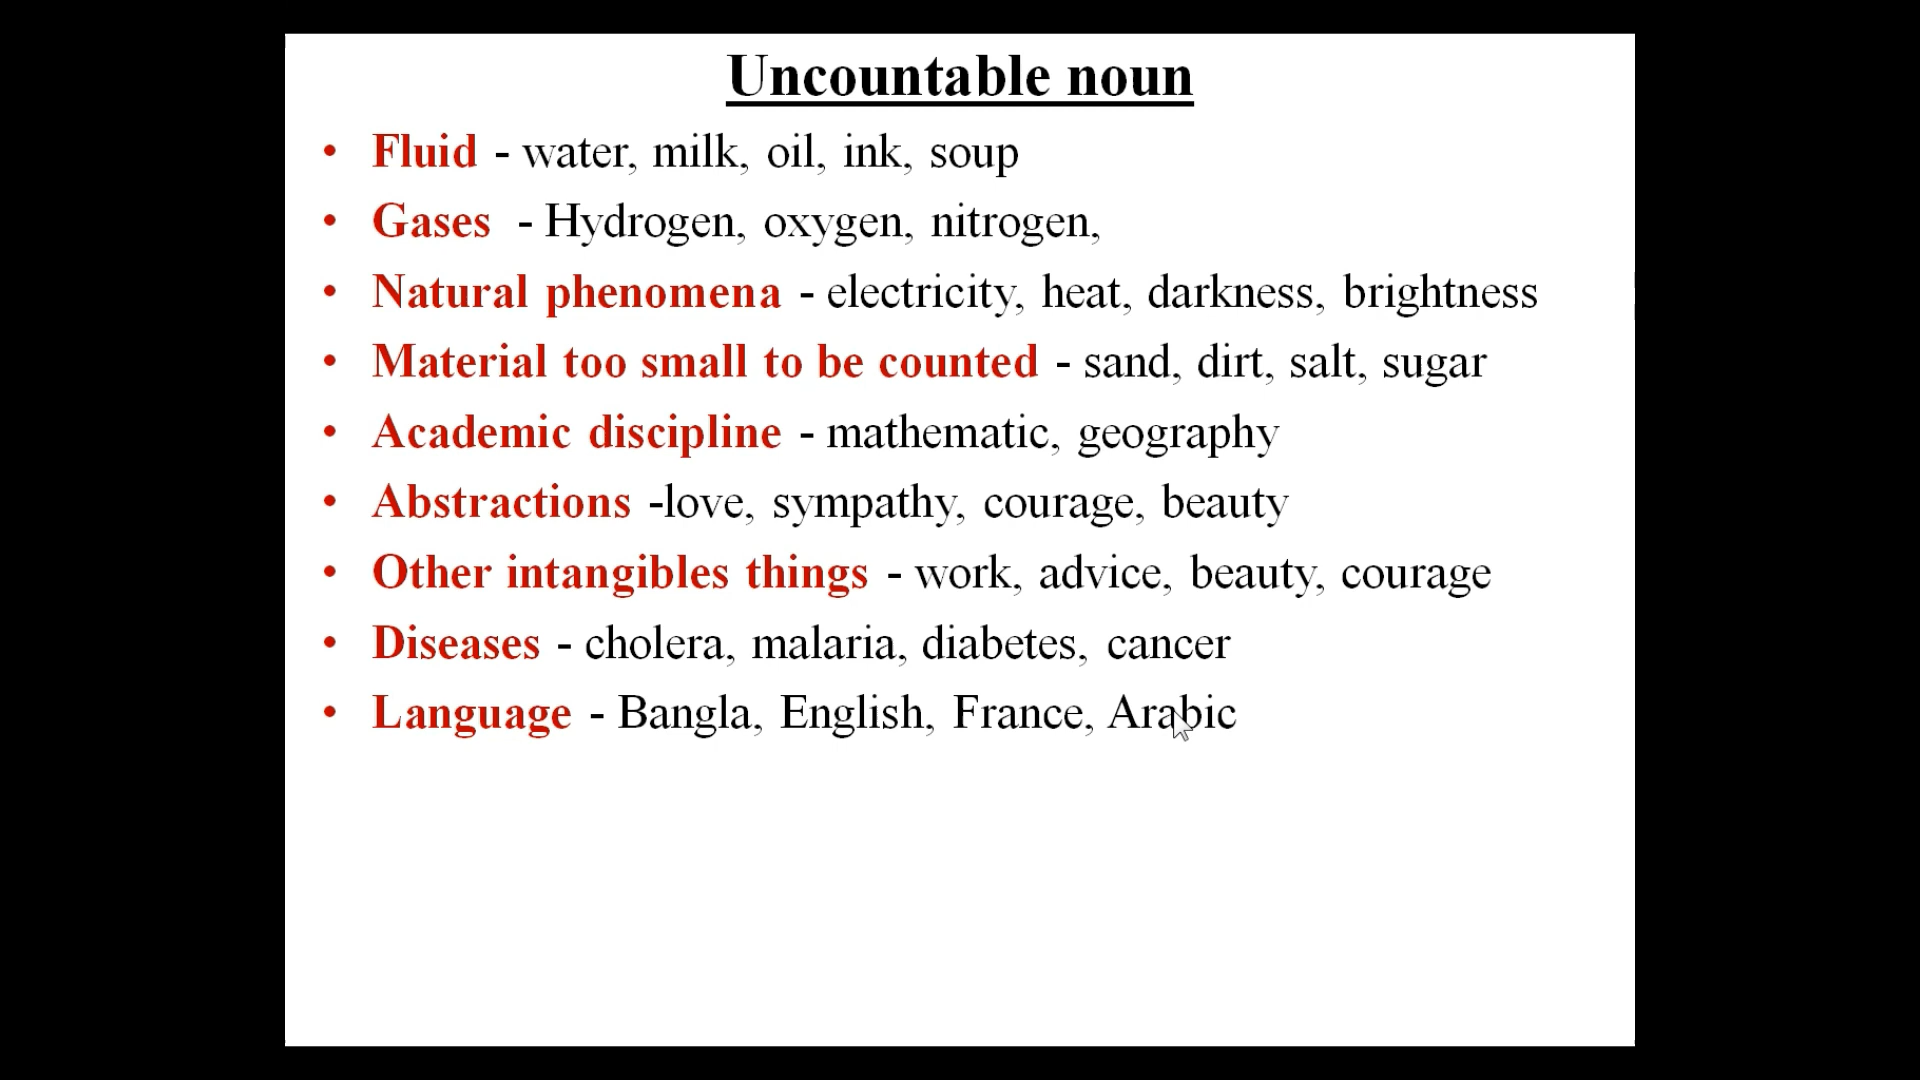 Uncountable noun
• Fluid - water, milk, oil, ink, soup
• Gases - Hydrogen, oxygen, nitrogen,
• Natural phenomena - electricity, heat, darkness, brightness
• Material too small to be counted - sand, dirt, salt, sugar
• Academic discipline - mathematic, geography
• Abstractions -love, sympathy, courage, beauty
• Other intangibles things - work, advice, beauty, courage
• Diseases - cholera, malaria, diabetes, cancer
• Language - Bangla, English, France, Arabic